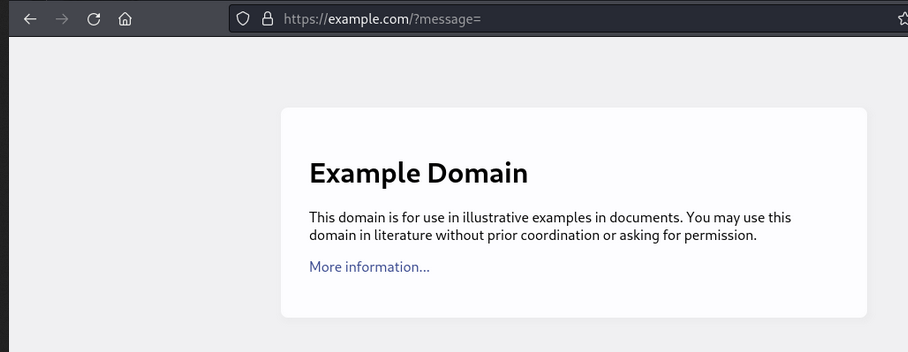 https://example.com/?message=
Example Domain
This domain is for use in illustrative examples in documents. You may use this
domain in literature without prior coordination or asking for permission.
More information...